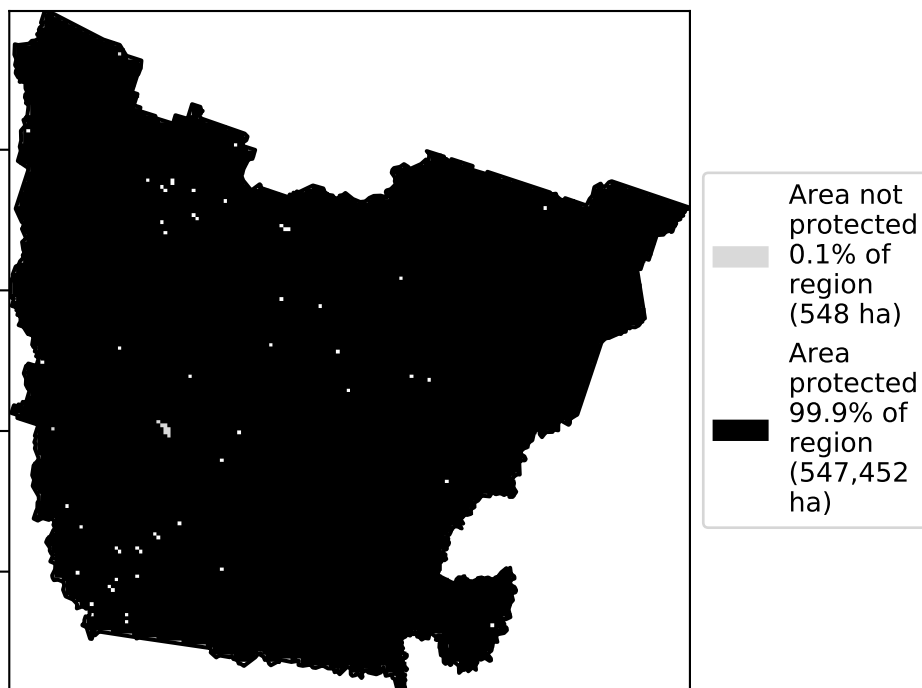 Area not
protected
0.1% of
region
(548 ha)
Area
protected
99.9% of
region
(547,452
ha)